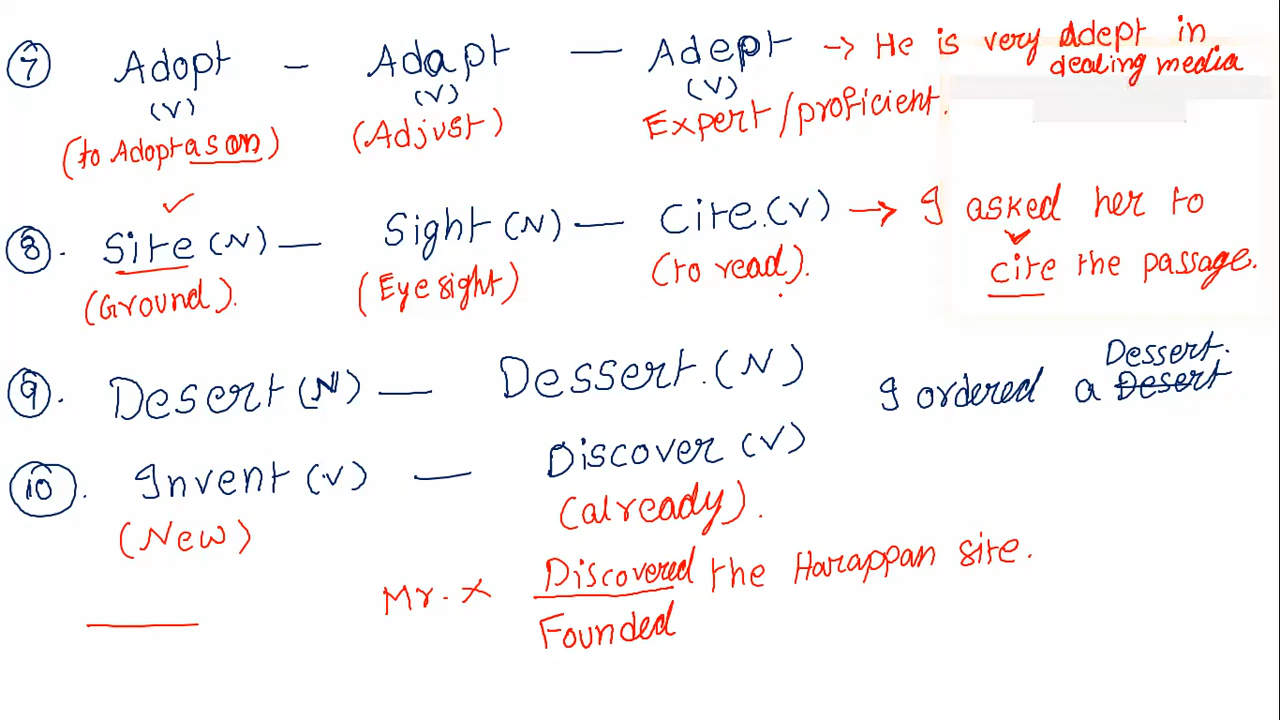 7 Adopt – Adapt — Adept → He is very Adept in
(V) (V) (V) dealing media
(to Adopt a son) (Adjust) Expert/proficient.
8. Site (N) — Sight (N) — Cite. (V) → I asked her to
(Ground). (Eye sight) (to read). cite the passage.
9. Desert (N) — Dessert. (N) I ordered a Desert Dessert.
10. Invent (V) — Discover (V)
(New) (already).
Mr. X Discovered the Harappan site.
Founded